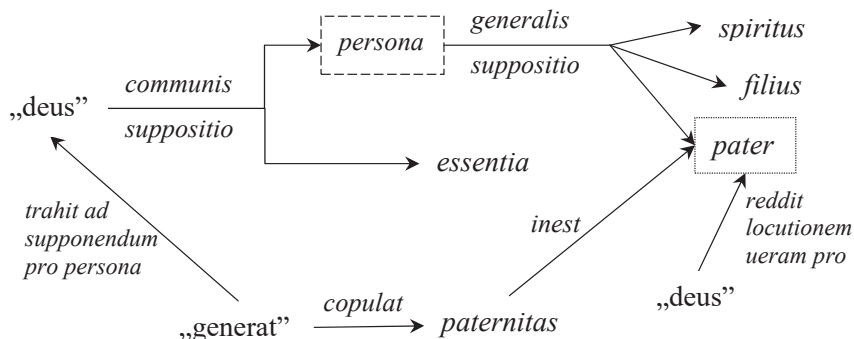 generalis
spiritus
persona
suppositio
communis
filius
„deus”
suppositio
pater
essentia
trahit ad
supponendum
pro persona
inest
reddit
locutionem
ueram pro
„deus”
copulat
„generat”
paternitas